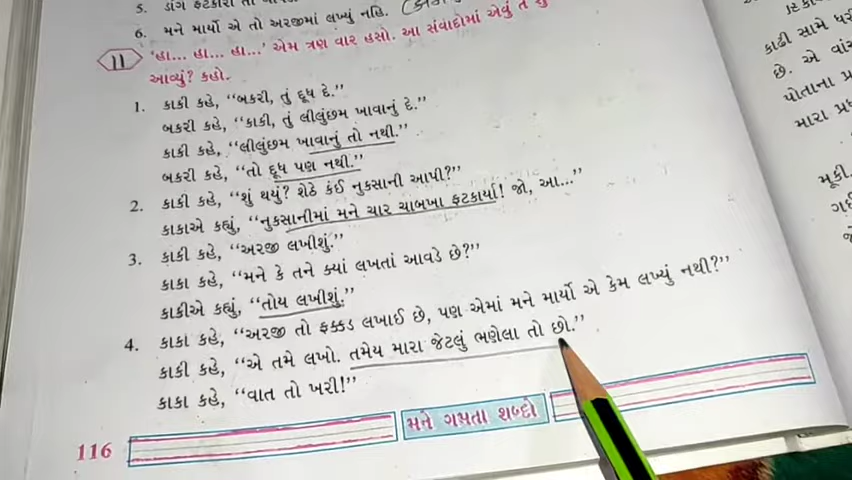 5. ડાંગ ફટકારી તો
6. મને માર્યો એ તો અરજીમાં લખ્યું નહિ.
11 'હા... હા... હા...' એમ ત્રણ વાર હસો. આ સંવાદોમાં એવું તે શું
આવ્યું? કહો.
1. કાકી કહે, “બકરી, તું દૂધ દે.”
બકરી કહે, “કાકી, તું લીલુંછમ ખાવાનું દે.”
કાકી કહે, “લીલુંછમ ખાવાનું તો નથી.”
બકરી કહે, “તો દૂધ પણ નથી.”
2. કાકી કહે, “શું થયું? શેઠે કંઈ નુકસાની આપી?”
કાકાએ કહ્યું, “નુકસાનીમાં મને ચાર ચાબખા ફટકાર્યા! જો, આ...”
3. કાકી કહે, “અરજી લખીશું.”
કાકા કહે, “મને કે તને ક્યાં લખતાં આવડે છે?”
કાકીએ કહ્યું, “તોય લખીશું.”
4. કાકા કહે, “અરજી તો ફક્કડ લખાઈ છે, પણ એમાં મને માર્યો એ કેમ લખ્યું નથી?”
કાકી કહે, “એ તમે લખો. તમેય મારા જેટલું ભણેલા તો છો.”
કાકા કહે, “વાત તો ખરી!”
મને ગમતા શબ્દો
116
કાઢી સામે ધરી
છે. એ વાં
પોતાના પ્ર
મારા પ્ર
મૂકી.